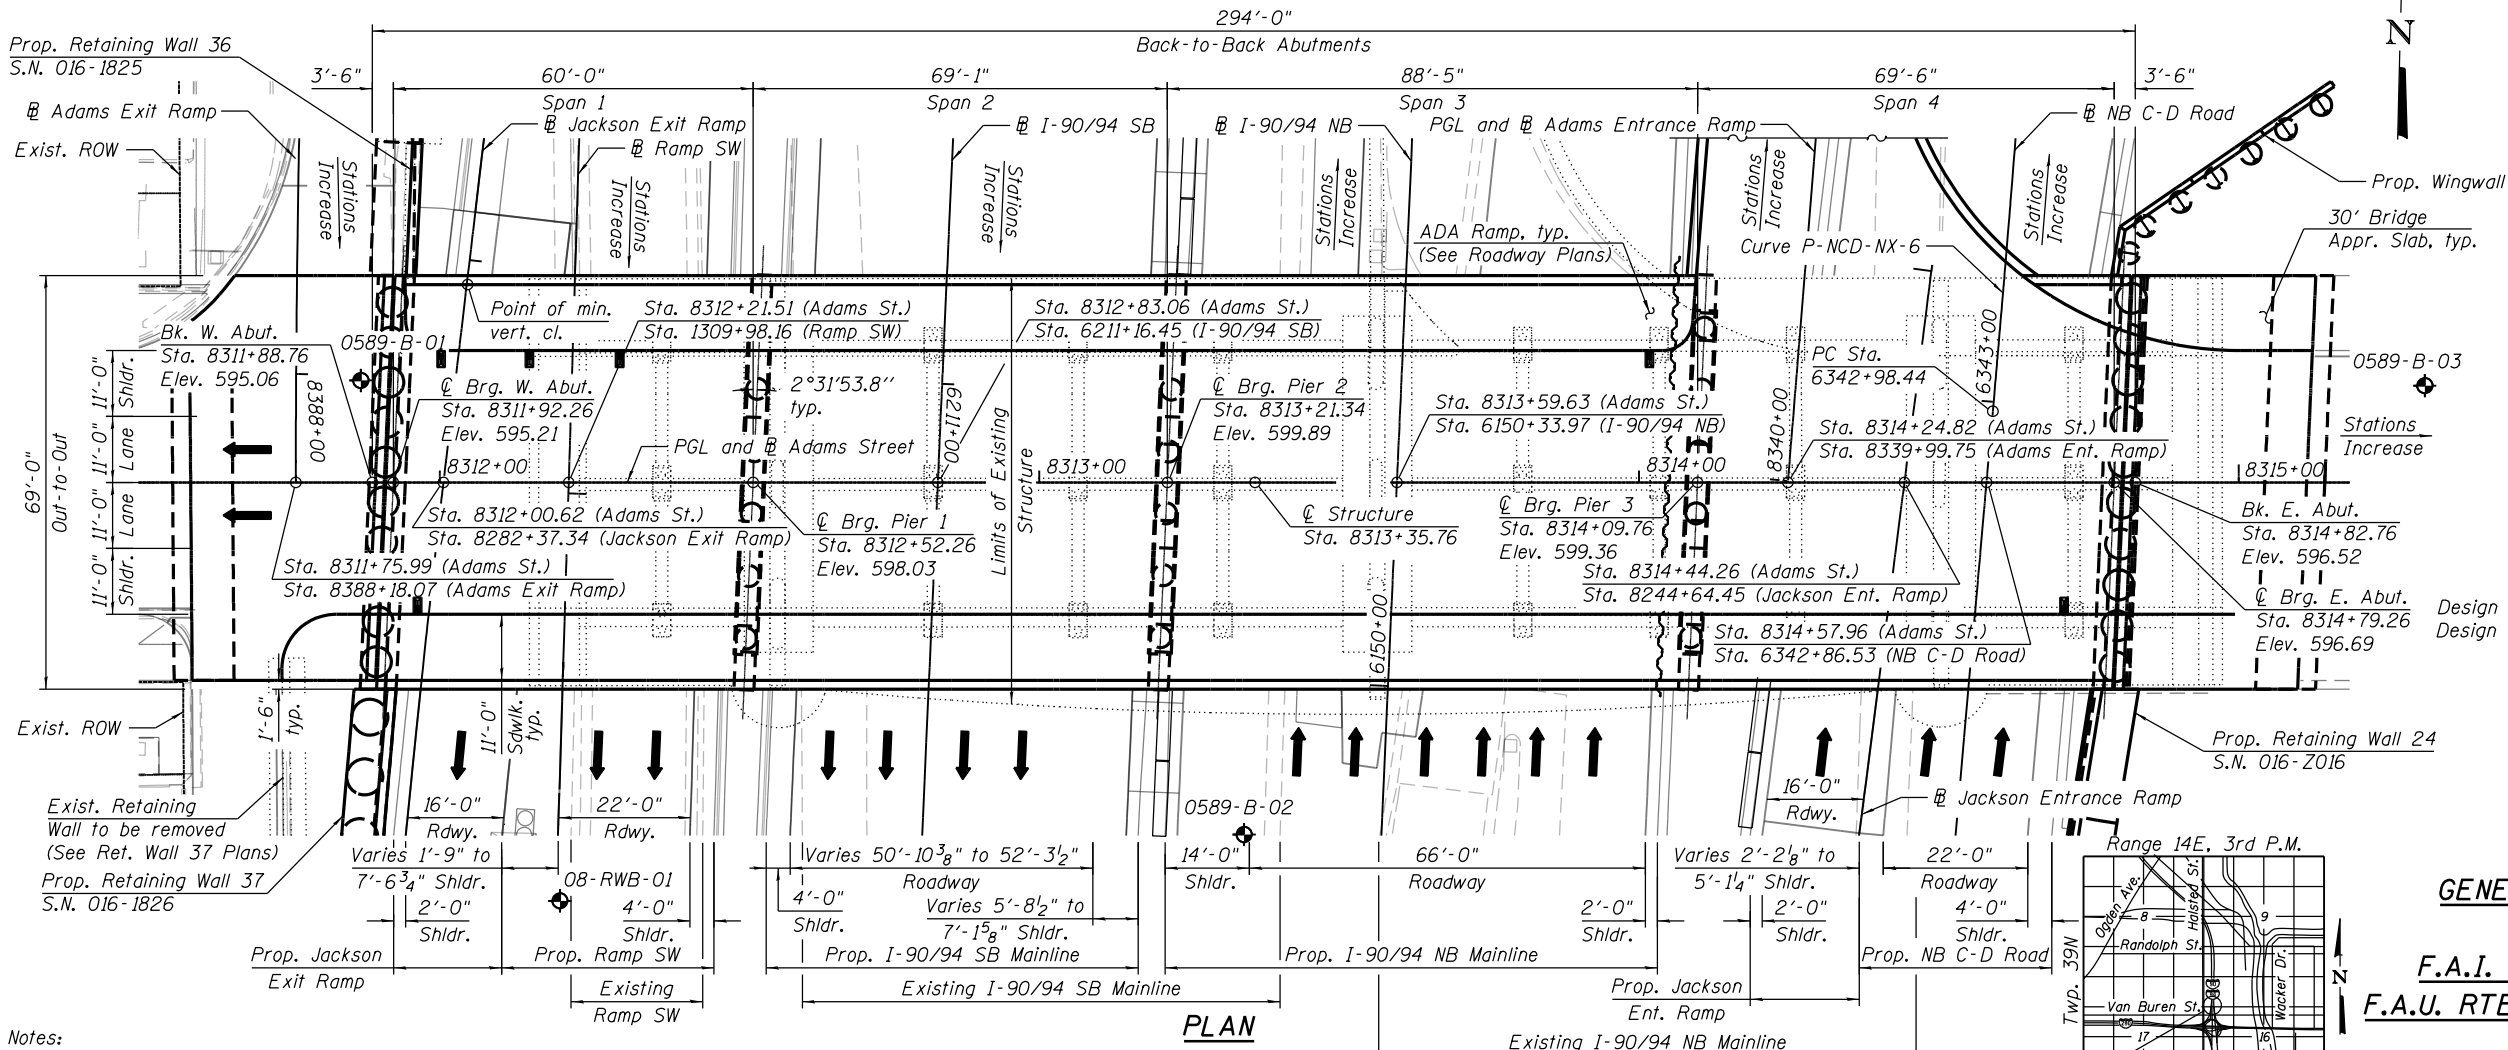 294'-0"
Back-to-Back Abutments
N
Prop. Retaining Wall 36
S.N. 016-1825
3'-6"
60'-0"
Span 1
69'-1"
Span 2
88'-5"
Span 3
69'-6"
Span 4
3'-6"
℄ Adams Exit Ramp
Exist. ROW
Stations
Increase
℄ Jackson Exit Ramp
℄ Ramp SW
Stations
Increase
℄ I-90/94 SB
Stations
Increase
℄ I-90/94 NB
Stations
Increase
PGL and ℄ Adams Entrance Ramp
Stations
Increase
℄ NB C-D Road
Stations
Increase
Prop. Wingwall
30' Bridge
Appr. Slab, typ.
ADA Ramp, typ.
(See Roadway Plans)
Curve P-NCD-NX-6
Point of min.
vert. cl.
Sta. 8312+21.51 (Adams St.)
Sta. 1309+98.16 (Ramp SW)
Sta. 8312+83.06 (Adams St.)
Sta. 6211+16.45 (I-90/94 SB)
Bk. W. Abut.
Sta. 8311+88.76
Elev. 595.06
0589-B-01
8388+00
℄ Brg. W. Abut.
Sta. 8311+92.26
Elev. 595.21
2°31'53.8''
typ.
6211+00
℄ Brg. Pier 2
Sta. 8313+21.34
Elev. 599.89
Sta. 8313+59.63 (Adams St.)
Sta. 6150+33.97 (I-90/94 NB)
PC Sta.
6342+98.44
6343+00
8340+00
Sta. 8314+24.82 (Adams St.)
Sta. 8339+99.75 (Adams Ent. Ramp)
0589-B-03
Stations
Increase
69'-0"
Out-to-Out
11'-0"
Shldr.
11'-0"
Lane
11'-0"
Lane
11'-0"
Shldr.
PGL and ℄ Adams Street
8312+00
8313+00
8314+00
8315+00
Limits of Existing
Structure
Sta. 8312+00.62 (Adams St.)
Sta. 8282+37.34 (Jackson Exit Ramp)
℄ Brg. Pier 1
Sta. 8312+52.26
Elev. 598.03
℄ Structure
Sta. 8313+35.76
℄ Brg. Pier 3
Sta. 8314+09.76
Elev. 599.36
Bk. E. Abut.
Sta. 8314+82.76
Elev. 596.52
Sta. 8311+75.99 (Adams St.)
Sta. 8388+18.07 (Adams Exit Ramp)
Sta. 8314+44.26 (Adams St.)
Sta. 8244+64.45 (Jackson Ent. Ramp)
℄ Brg. E. Abut.
Sta. 8314+79.26
Elev. 596.69
Design
Design
6150+00
Sta. 8314+57.96 (Adams St.)
Sta. 6342+86.53 (NB C-D Road)
Exist. ROW
1'-6"
typ.
11'-0"
Sdwlk.
typ.
Prop. Retaining Wall 24
S.N. 016-Z016
Exist. Retaining
Wall to be removed
(See Ret. Wall 37 Plans)
Prop. Retaining Wall 37
S.N. 016-1826
16'-0"
Rdwy.
22'-0"
Rdwy.
0589-B-02
16'-0"
Rdwy.
℄ Jackson Entrance Ramp
Varies 1'-9" to
7'-6 3/4" Shldr.
08-RWB-01
Varies 50'-10 3/8" to 52'-3 1/2"
Roadway
14'-0"
Shldr.
66'-0"
Roadway
Varies 2'-2 1/8" to
5'-1 1/4" Shldr.
22'-0"
Roadway
2'-0"
Shldr.
4'-0"
Shldr.
4'-0"
Shldr.
Varies 5'-8 1/2" to
7'-1 5/8" Shldr.
2'-0"
Shldr.
2'-0"
Shldr.
4'-0"
Shldr.
Prop. Jackson
Exit Ramp
Prop. Ramp SW
Prop. I-90/94 SB Mainline
Prop. I-90/94 NB Mainline
Prop. NB C-D Road
Existing
Ramp SW
Existing I-90/94 SB Mainline
Prop. Jackson
Ent. Ramp
PLAN
Existing I-90/94 NB Mainline
Notes:
Range 14E, 3rd P.M.
Twp. 39N
Ogden Ave.
Halsted St.
8
9
Randolph St.
Wacker Dr.
Van Buren St.
17
16
N
GENE
F.A.I.
F.A.U. RTE